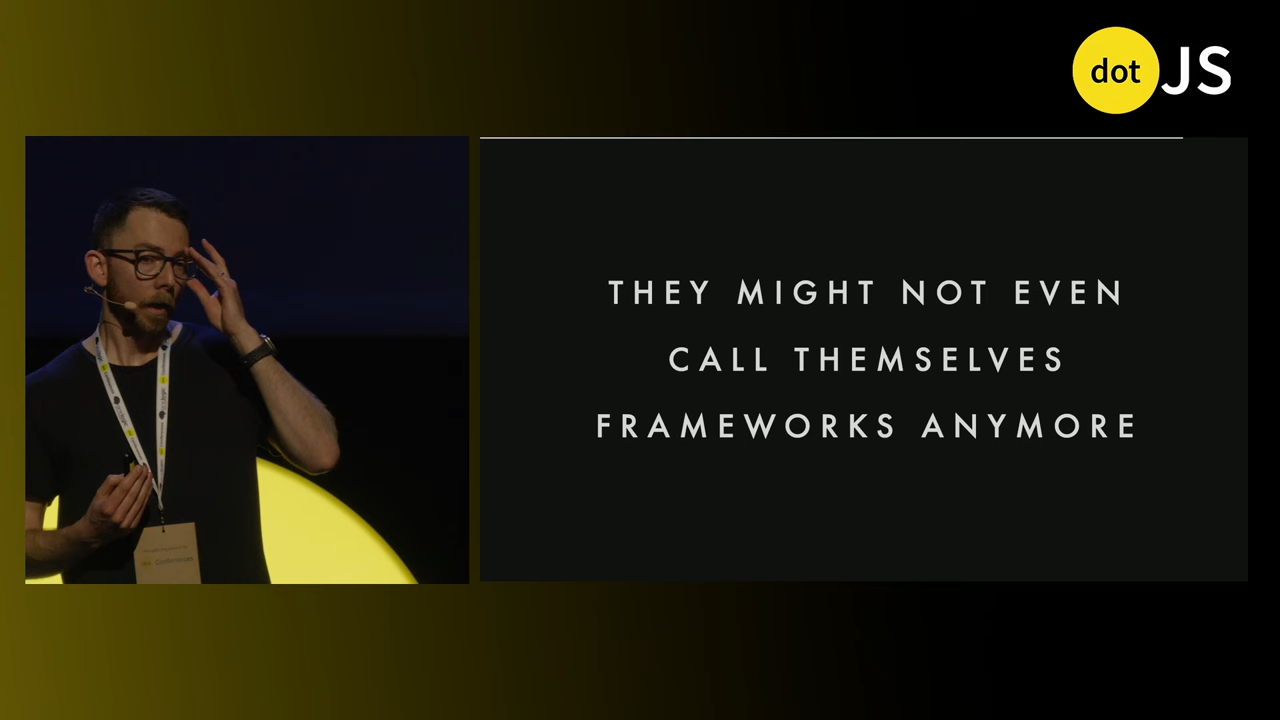 dot JS
THEY MIGHT NOT EVEN
CALL THEMSELVES
FRAMEWORKS ANYMORE